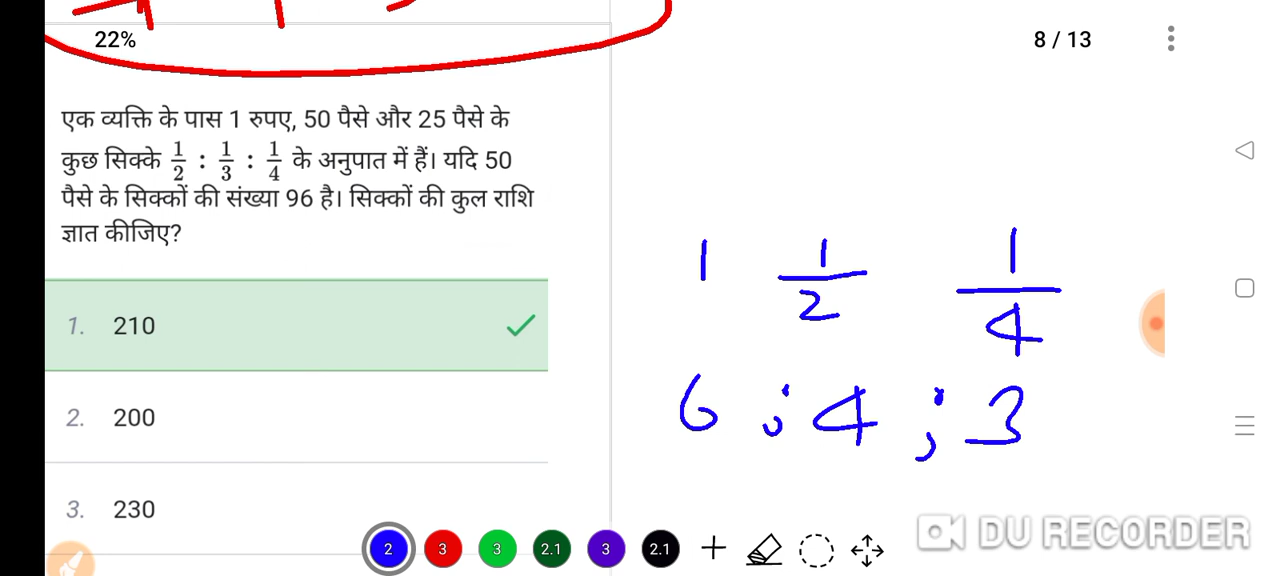 22%
8 / 13
एक व्यक्ति के पास 1 रुपए, 50 पैसे और 25 पैसे के
कुछ सिक्के 1/2 : 1/3 : 1/4 के अनुपात में हैं। यदि 50
पैसे के सिक्कों की संख्या 96 है। सिक्कों की कुल राशि
ज्ञात कीजिए?
1. 210
2. 200
3. 230
1 1/2 1/4
6 : 4 : 3
2 3 3 2.1 3 2.1
DU RECORDER